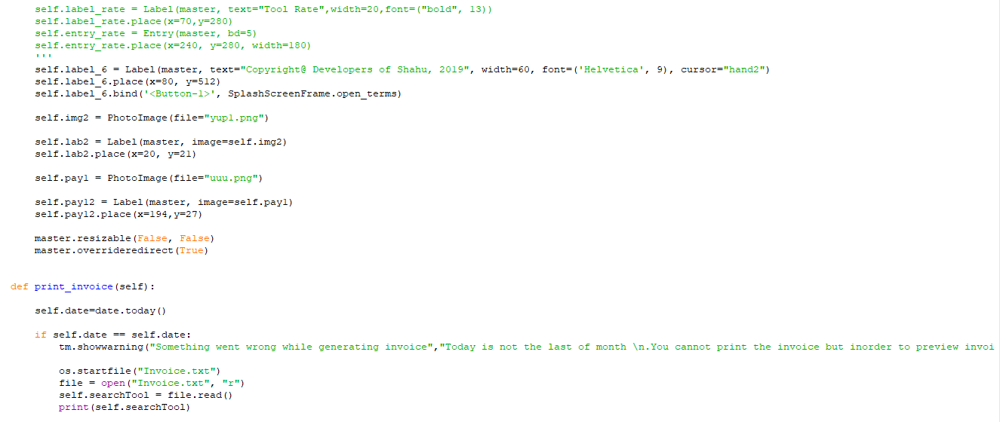 self.label_rate = Label(master, text="Tool Rate",width=20,font=("bold", 13))
self.label_rate.place(x=70,y=280)
self.entry_rate = Entry(master, bd=5)
self.entry_rate.place(x=240, y=280, width=180)
'''
self.label_6 = Label(master, text="Copyright@ Developers of Shahu, 2019", width=60, font=('Helvetica', 9), cursor="hand2")
self.label_6.place(x=80, y=512)
self.label_6.bind('<Button-1>', SplashScreenFrame.open_terms)
self.img2 = PhotoImage(file="yup1.png")
self.lab2 = Label(master, image=self.img2)
self.lab2.place(x=20, y=21)
self.pay1 = PhotoImage(file="uuu.png")
self.pay12 = Label(master, image=self.pay1)
self.pay12.place(x=194,y=27)
master.resizable(False, False)
master.overrideredirect(True)
def print_invoice(self):
self.date=date.today()
if self.date == self.date:
tm.showwarning("Something went wrong while generating invoice","Today is not the last of month \n.You cannot print the invoice but inorder to preview invoi
os.startfile("Invoice.txt")
file = open("Invoice.txt", "r")
self.searchTool = file.read()
print(self.searchTool)